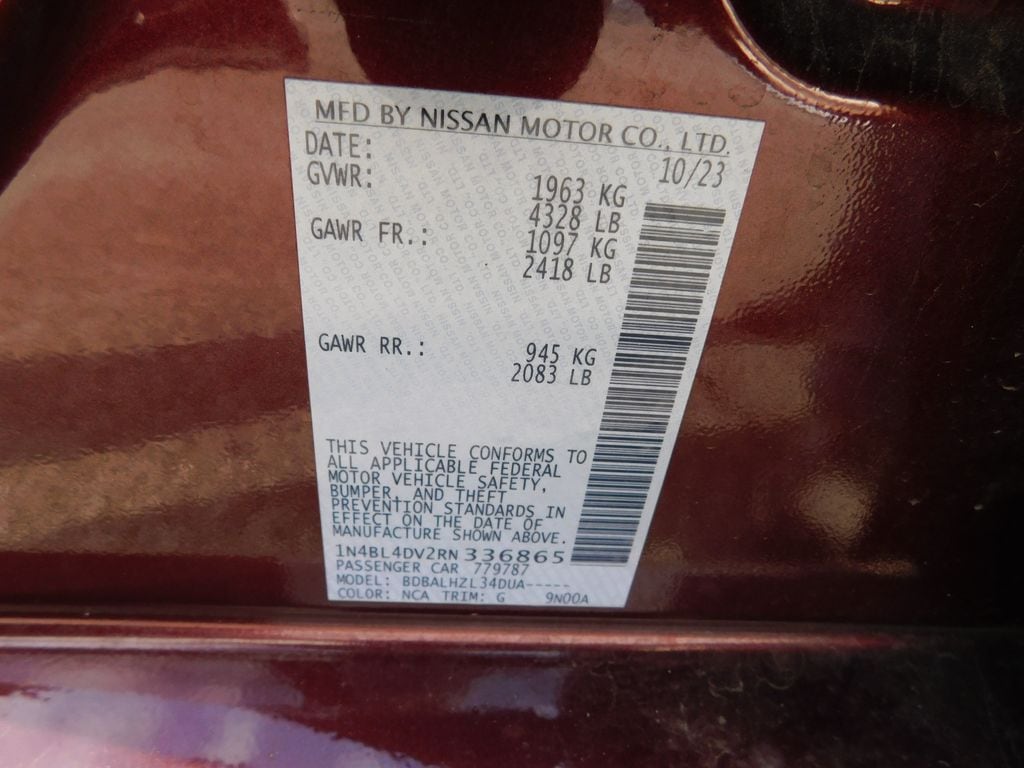 MFD BY NISSAN MOTOR CO., LTD.
DATE: 10/23
GVWR: 1963 KG
4328 LB
GAWR FR.: 1097 KG
2418 LB
GAWR RR.: 945 KG
2083 LB
THIS VEHICLE CONFORMS TO
ALL APPLICABLE FEDERAL
MOTOR VEHICLE SAFETY,
BUMPER, AND THEFT
PREVENTION STANDARDS IN
EFFECT ON THE DATE OF
MANUFACTURE SHOWN ABOVE.
1N4BL4DV2RN336865
PASSENGER CAR 779787
MODEL: BDBALHZL34DUA-----
COLOR: NCA TRIM: G 9N00A